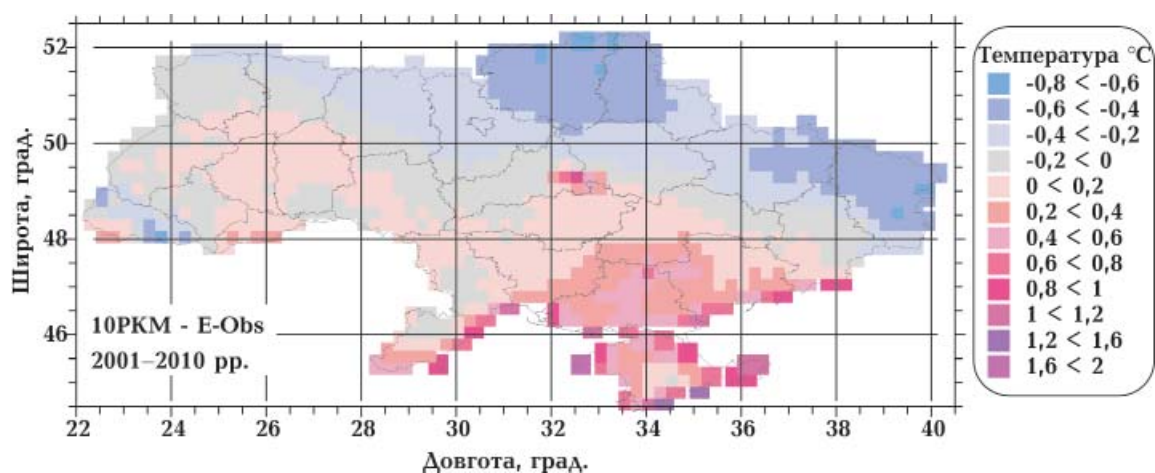 52
50
48
46
Широта, град.
10РКМ - E-Obs
2001–2010 рр.
22 24 26 28 30 32 34 36 38 40
Довгота, град.
Температура °C
-0,8 < -0,6
-0,6 < -0,4
-0,4 < -0,2
-0,2 < 0
0 < 0,2
0,2 < 0,4
0,4 < 0,6
0,6 < 0,8
0,8 < 1
1 < 1,2
1,2 < 1,6
1,6 < 2